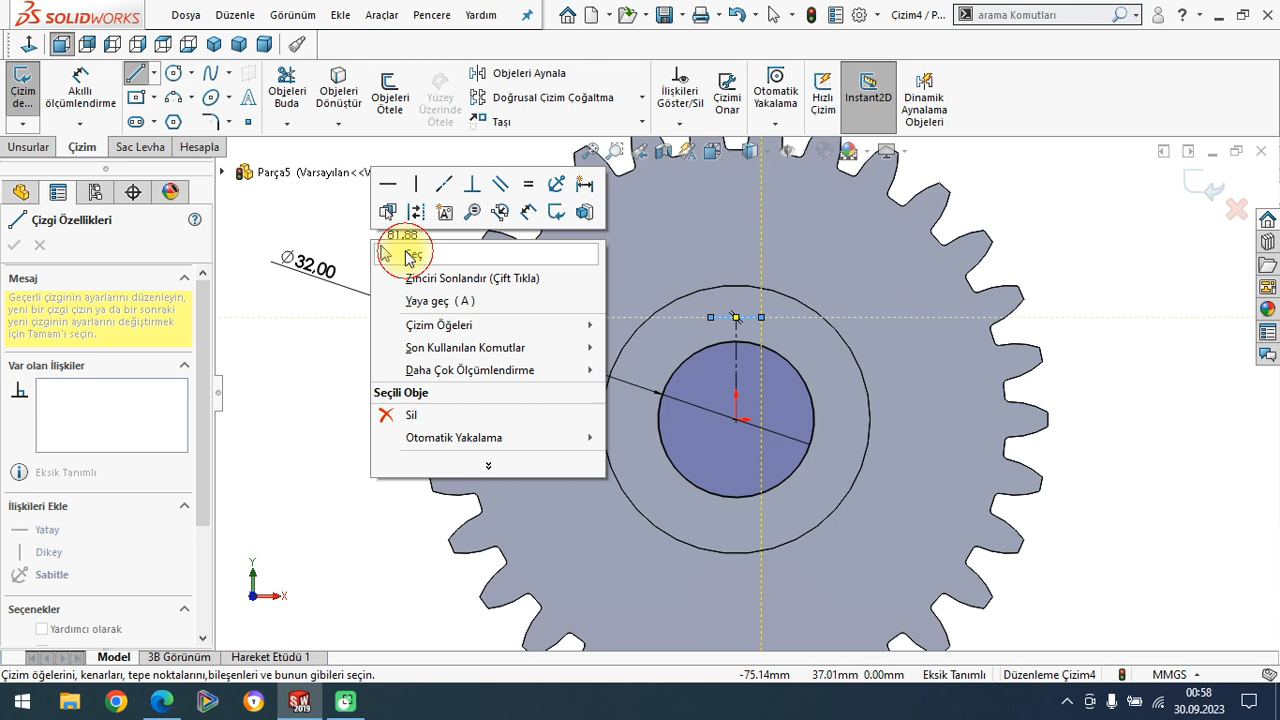 SOLIDWORKS
Dosya
Düzenle
Görünüm
Ekle
Araçlar
Pencere
Yardım
Çizim4 / P...
arama Komutları
Çizim de...
Akıllı ölçümlendirme
Objeleri Buda
Objeleri Dönüştür
Objeleri Ötele
Yüzey Üzerinde Ötele
Objeleri Aynala
Doğrusal Çizim Çoğaltma
Taşı
İlişkileri Göster/Sil
Çizimi Onar
Otomatik Yakalama
Hızlı Çizim
Instant2D
Dinamik Aynalama Objeleri
Unsurlar
Çizim
Sac Levha
Hesapla
Parça5 (Varsayılan<<V
Çizgi Özellikleri
Mesaj
Geçerli çizginin ayarlarını düzenleyin,
yeni bir çizgi çizin ya da bir sonraki
yeni çizginin ayarlarını değiştirmek
için Tamam'ı seçin.
Var olan İlişkiler
Eksik Tanımlı
İlişkileri Ekle
Yatay
Dikey
Sabitle
Seçenekler
Yardımcı olarak
81.88
Ø32,00
Seç
Zinciri Sonlandır (Çift Tıkla)
Yaya geç ( A )
Çizim Öğeleri
Son Kullanılan Komutlar
Daha Çok Ölçümlendirme
Seçili Obje
Sil
Otomatik Yakalama
Y
X
Model
3B Görünüm
Hareket Etüdü 1
Çizim öğelerini, kenarları, tepe noktalarını,bileşenleri ve bunun gibileri seçin.
-75.14mm
37.01mm 0.00mm
Eksik Tanımlı
Düzenleme Çizim4
MMGS
SW
2019
00:58
30.09.2023